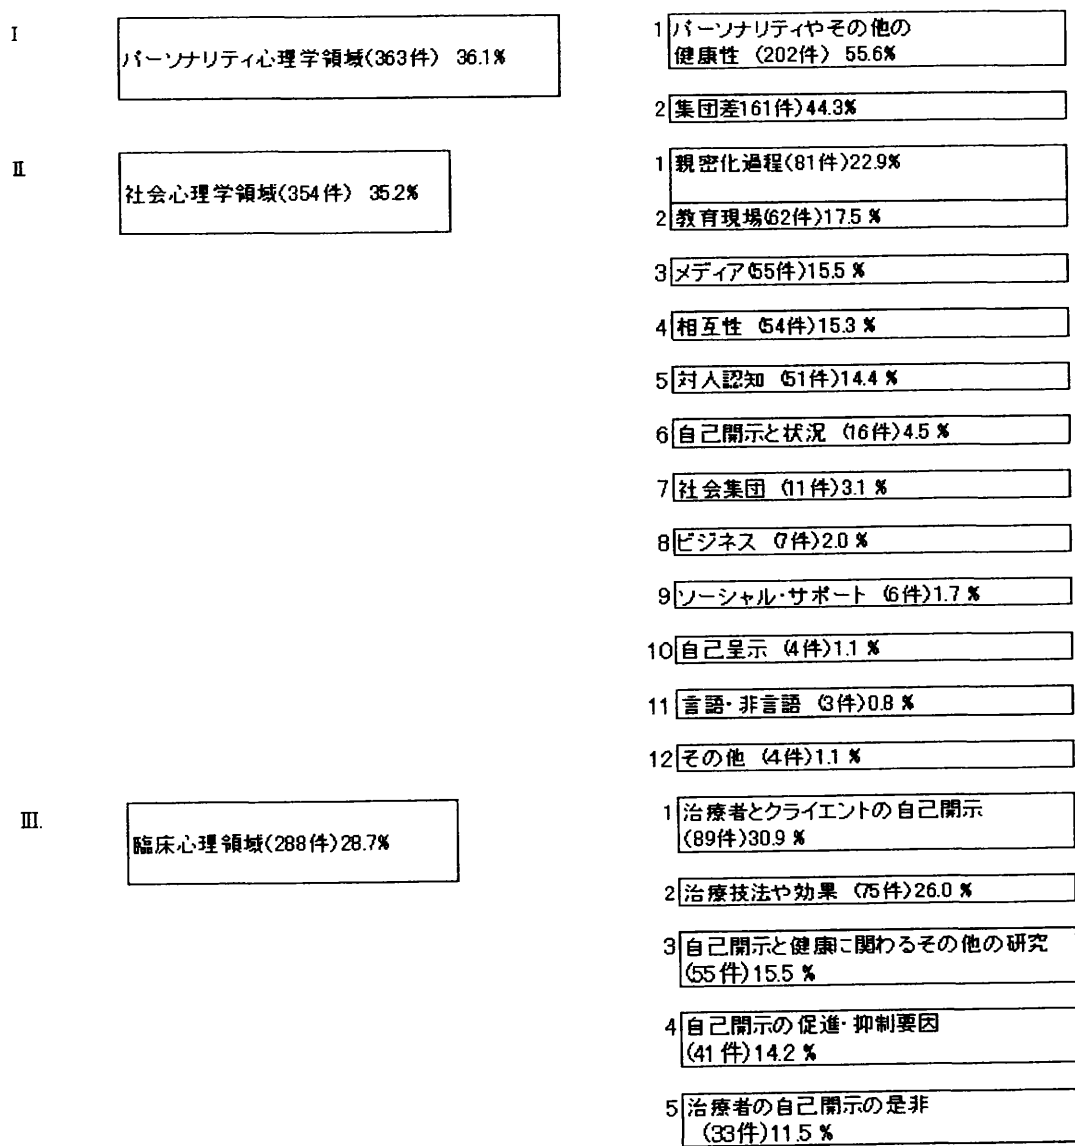 I
パーソナリティ心理学領域(363件) 36.1%
1 パーソナリティやその他の
健康性 (202件) 55.6%
2 集団差161件)44.3%
II
社会心理学領域(354件) 35.2%
1 親密化過程(81件)22.9%
2 教育現場(62件)17.5 %
3 メディア(55件)15.5 %
4 相互性 (54件)15.3 %
5 対人認知 (51件)14.4 %
6 自己開示と状況 (16件)4.5 %
7 社会集団 (11件)3.1 %
8 ビジネス (7件)2.0 %
9 ソーシャル・サポート (6件)1.7 %
10 自己呈示 (4件)1.1 %
11 言語・非言語 (3件)0.8 %
12 その他 (4件)1.1 %
III.
臨床心理領域(288件)28.7%
1 治療者とクライエントの自己開示
(89件)30.9 %
2 治療技法や効果 (75件)26.0 %
3 自己開示と健康に関わるその他の研究
(55件)15.5 %
4 自己開示の促進・抑制要因
(41件)14.2 %
5 治療者の自己開示の是非
(33件)11.5 %